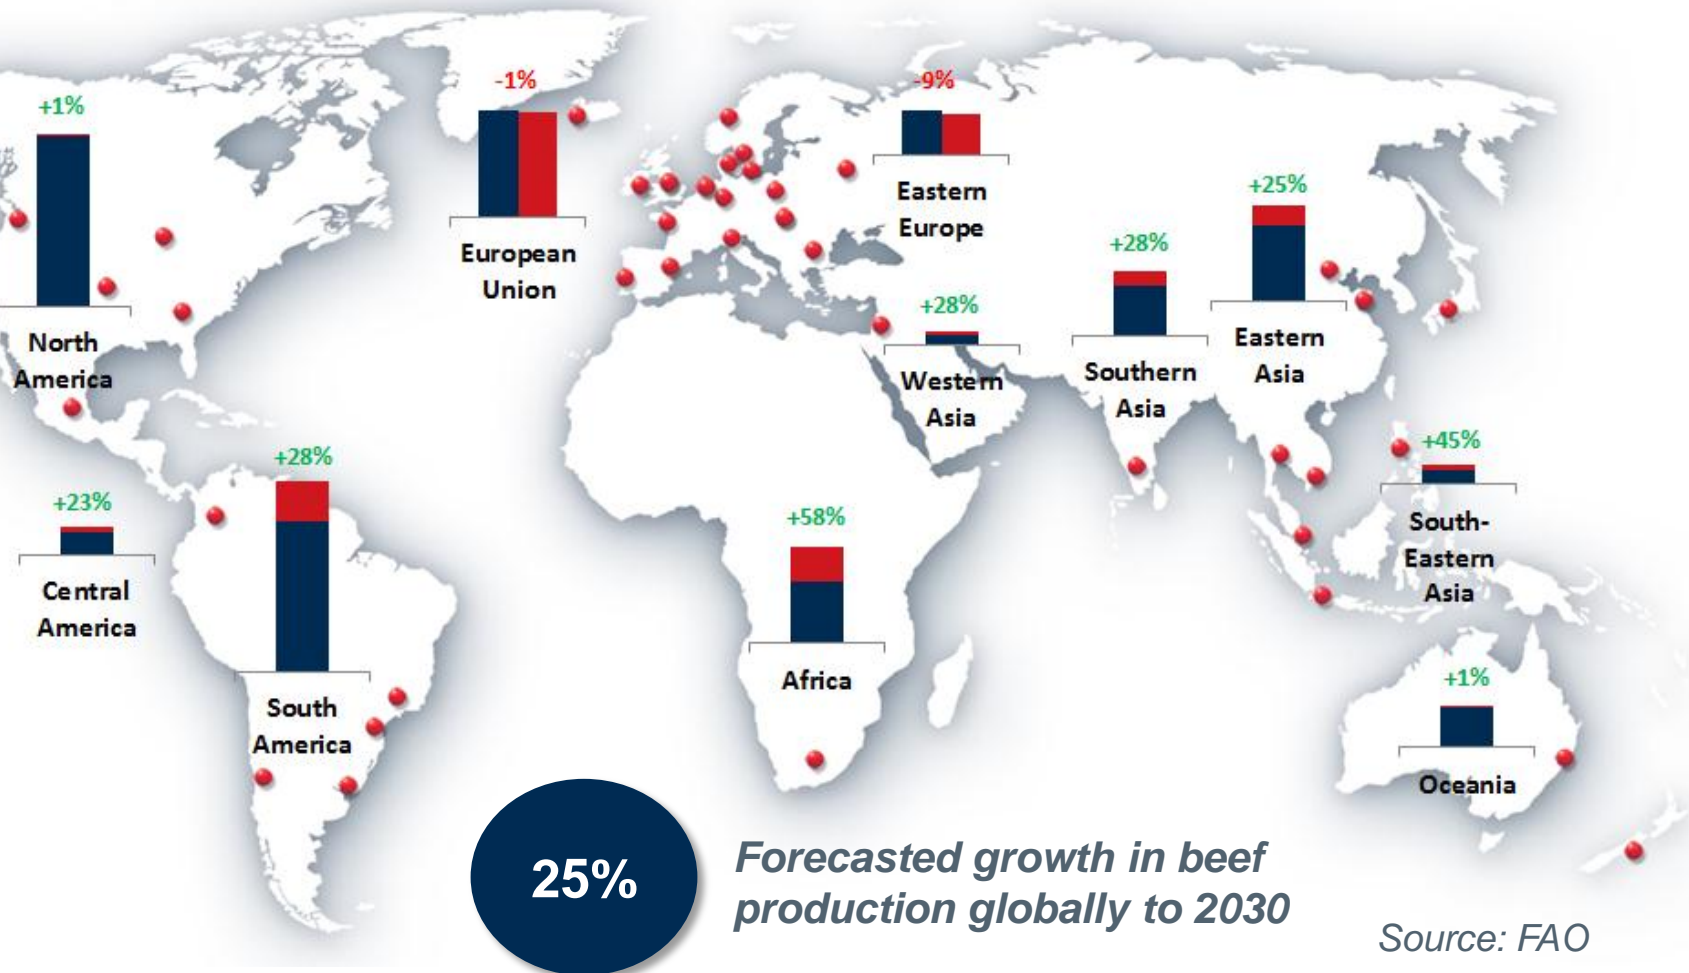 +1%
North
America
-1%
European
Union
-9%
Eastern
Europe
+25%
Eastern
Asia
+28%
Southern
Asia
+28%
Western
Asia
+45%
South-
Eastern
Asia
+23%
Central
America
+28%
South
America
+58%
Africa
+1%
Oceania
25%
Forecasted growth in beef
production globally to 2030
Source: FAO